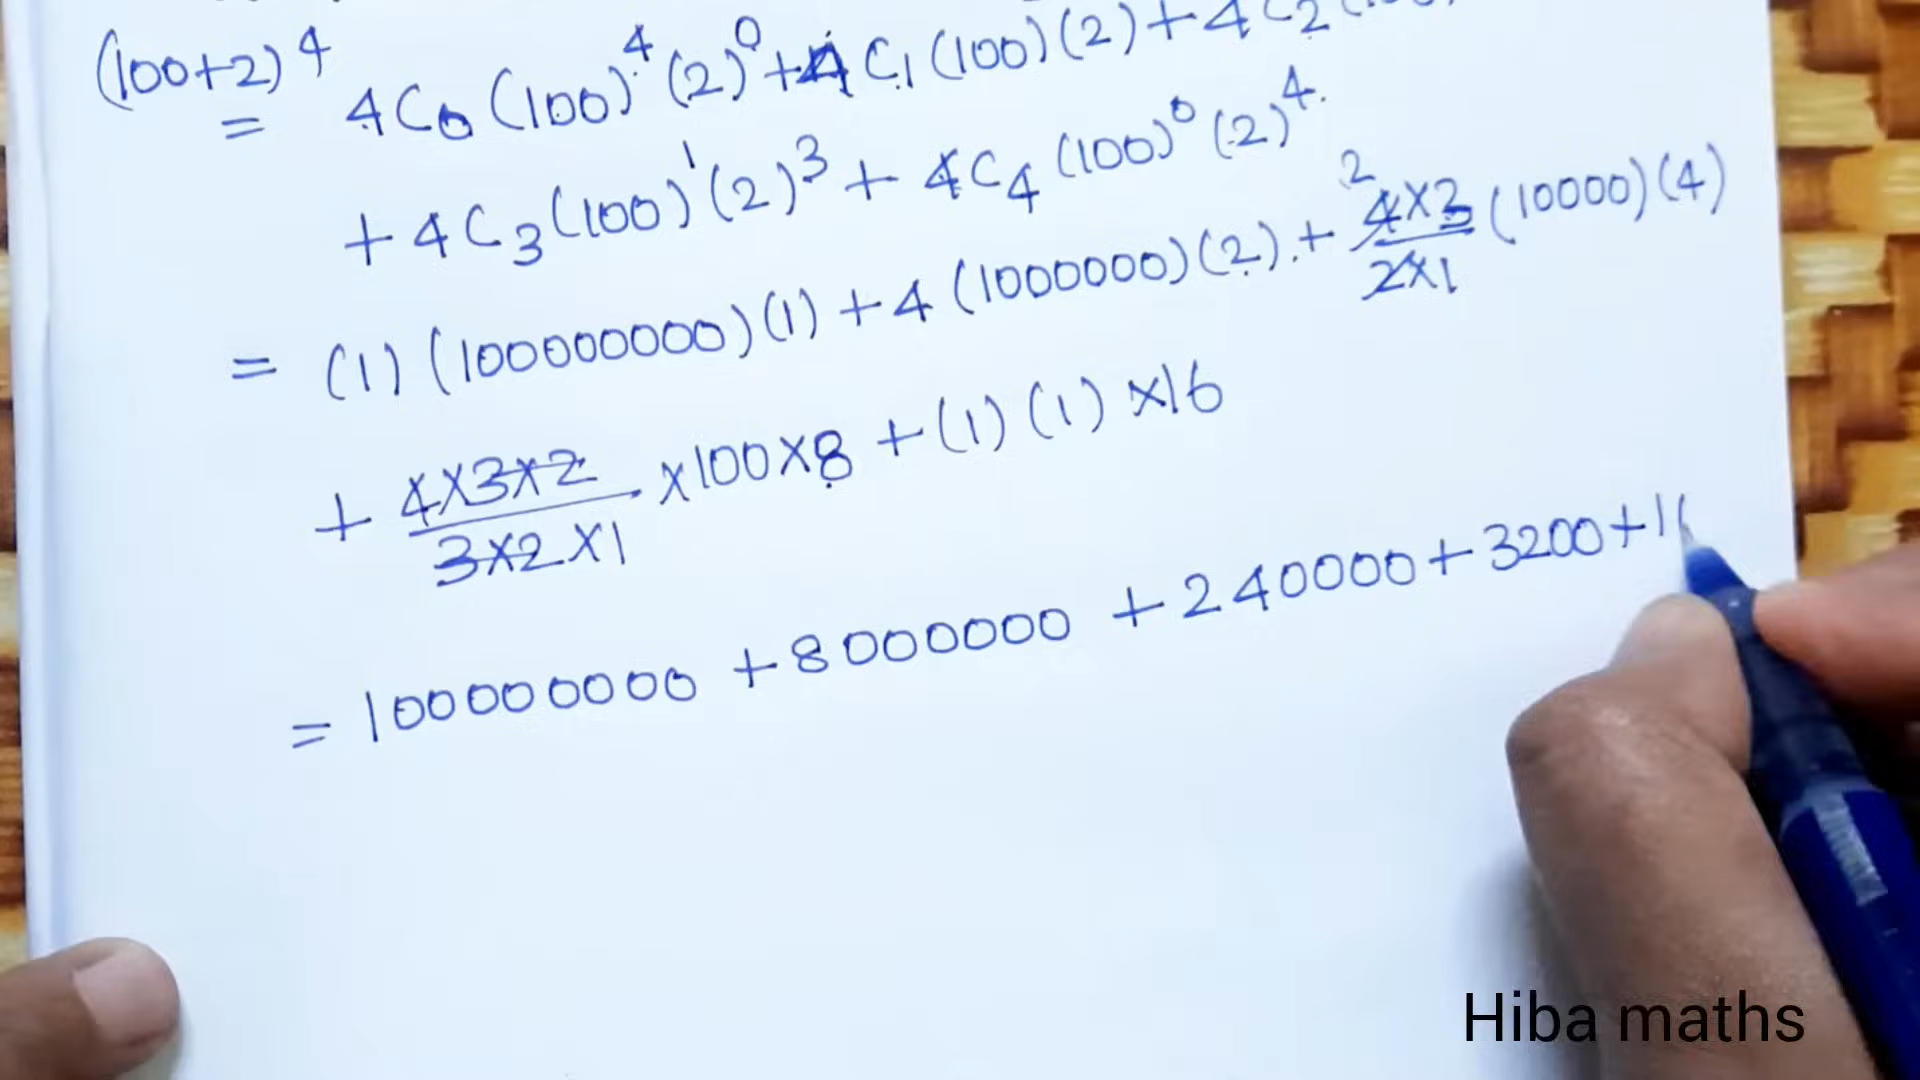 (100+2)⁴
= 4C₀(100)⁴(2)⁰+4C₁(100)(2)+4C₂
+4C₃(100)¹(2)³+4C₄(100)⁰(2)⁴.
= (1)(100000000)(1)+4(1000000)(2)+ 2 4×3/2×1 (10000)(4)
+ 4×3×2/3×2×1 ×100×8+(1)(1)×16
= 100000000 +8000000 +240000+3200+1
Hiba maths